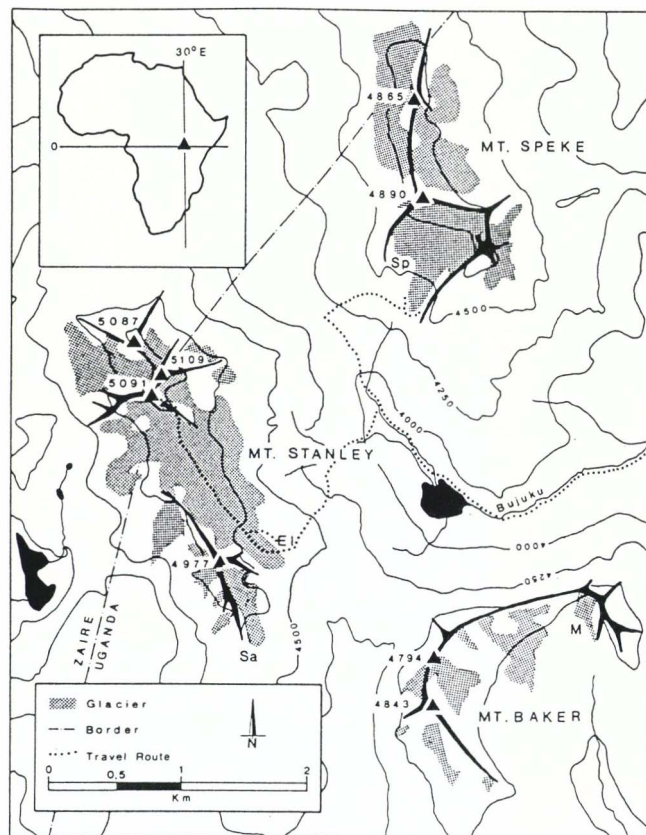 30°E
0
4865
MT. SPEKE
4890
Sp
4500
5087
5109
5091
4250
4000
MT. STANLEY
Bujuku
El
4000
4250
4977
4500
ZAIRE
UGANDA
Sa
M
4794
4843
MT. BAKER
Glacier
Border
Travel Route
N
0 0,5 1 2
Km